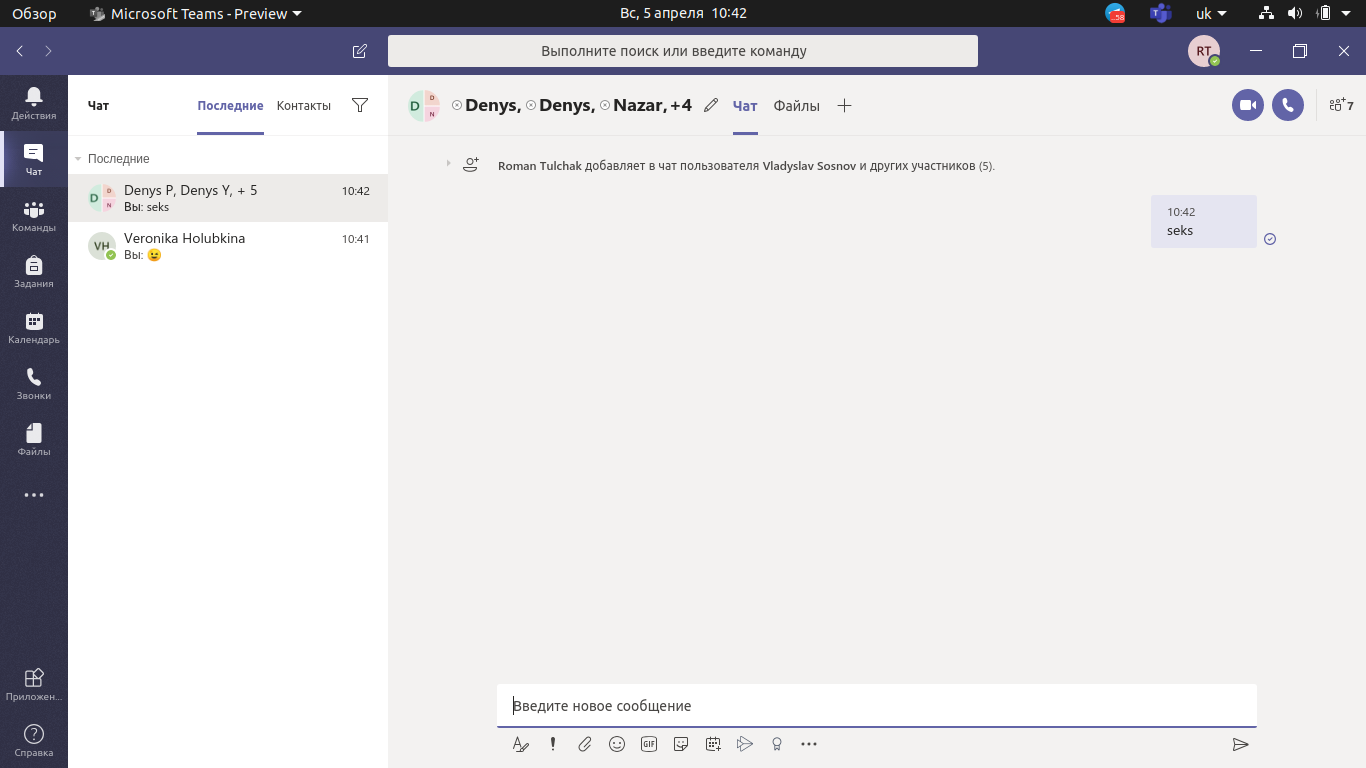 Обзор
Microsoft Teams - Preview
Вс, 5 апреля 10:42
58
uk
Выполните поиск или введите команду
RT
Действия
Чат
Команды
Задания
Календарь
Звонки
Файлы
Приложен...
Справка
Чат
Последние
Контакты
Последние
D
D
N
Denys P, Denys Y, + 5
10:42
Вы: seks
VH
Veronika Holubkina
10:41
Вы: 😉
D
D
N
Denys, Denys, Nazar, +4
Чат
Файлы
7
Roman Tulchak добавляет в чат пользователя Vladyslav Sosnov и других участников (5).
10:42
seks
Введите новое сообщение
GIF